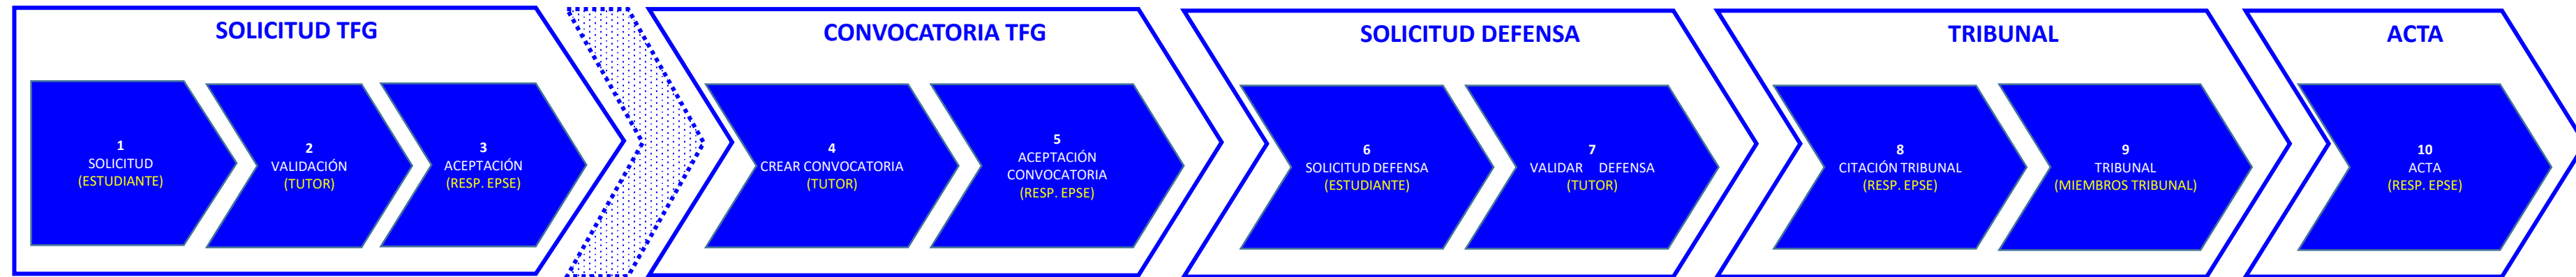 SOLICITUD TFG
1
SOLICITUD
(ESTUDIANTE)
2
VALIDACIÓN
(TUTOR)
3
ACEPTACIÓN
(RESP. EPSE)
CONVOCATORIA TFG
4
CREAR CONVOCATORIA
(TUTOR)
5
ACEPTACIÓN
CONVOCATORIA
(RESP. EPSE)
SOLICITUD DEFENSA
6
SOLICITUD DEFENSA
(ESTUDIANTE)
7
VALIDAR DEFENSA
(TUTOR)
TRIBUNAL
8
CITACIÓN TRIBUNAL
(RESP. EPSE)
9
TRIBUNAL
(MIEMBROS TRIBUNAL)
ACTA
10
ACTA
(RESP. EPSE)